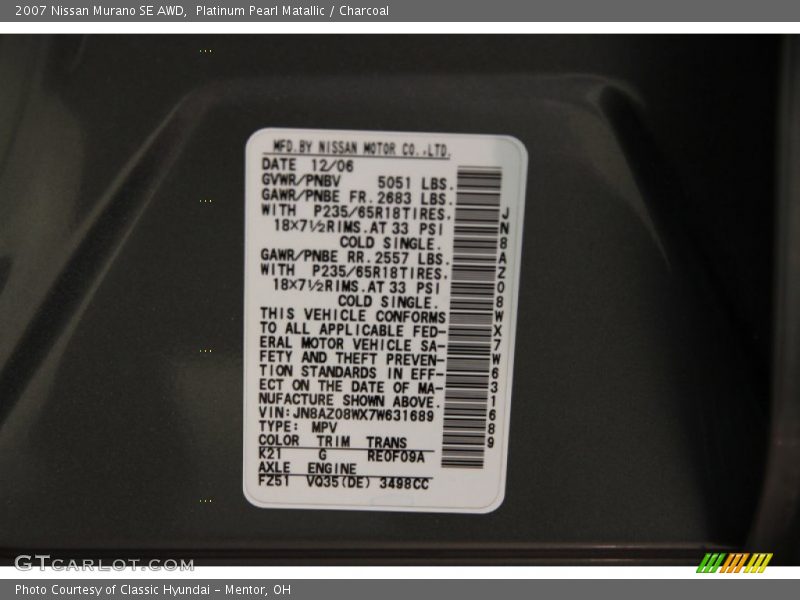 2007 Nissan Murano SE AWD,  Platinum Pearl Matallic / Charcoal
MFD.BY NISSAN MOTOR CO.,LTD.
DATE 12/06
GVWR/PNBV 5051 LBS.
GAWR/PNBE FR.2683 LBS.
WITH P235/65R18TIRES.
18×7½RIMS.AT 33 PSI
COLD SINGLE.
GAWR/PNBE RR.2557 LBS.
WITH P235/65R18TIRES.
18×7½RIMS.AT 33 PSI
COLD SINGLE.
THIS VEHICLE CONFORMS
TO ALL APPLICABLE FED-
ERAL MOTOR VEHICLE SA-
FETY AND THEFT PREVEN-
TION STANDARDS IN EFF-
ECT ON THE DATE OF MA-
NUFACTURE SHOWN ABOVE.
VIN:JN8AZ08WX7W631689
TYPE: MPV
COLOR TRIM TRANS
K21 G RE0F09A
AXLE ENGINE
FZ51 VQ35(DE) 3498CC
JN8AZ08WX7W631689
GTCARLOT.COM
Photo Courtesy of Classic Hyundai - Mentor, OH